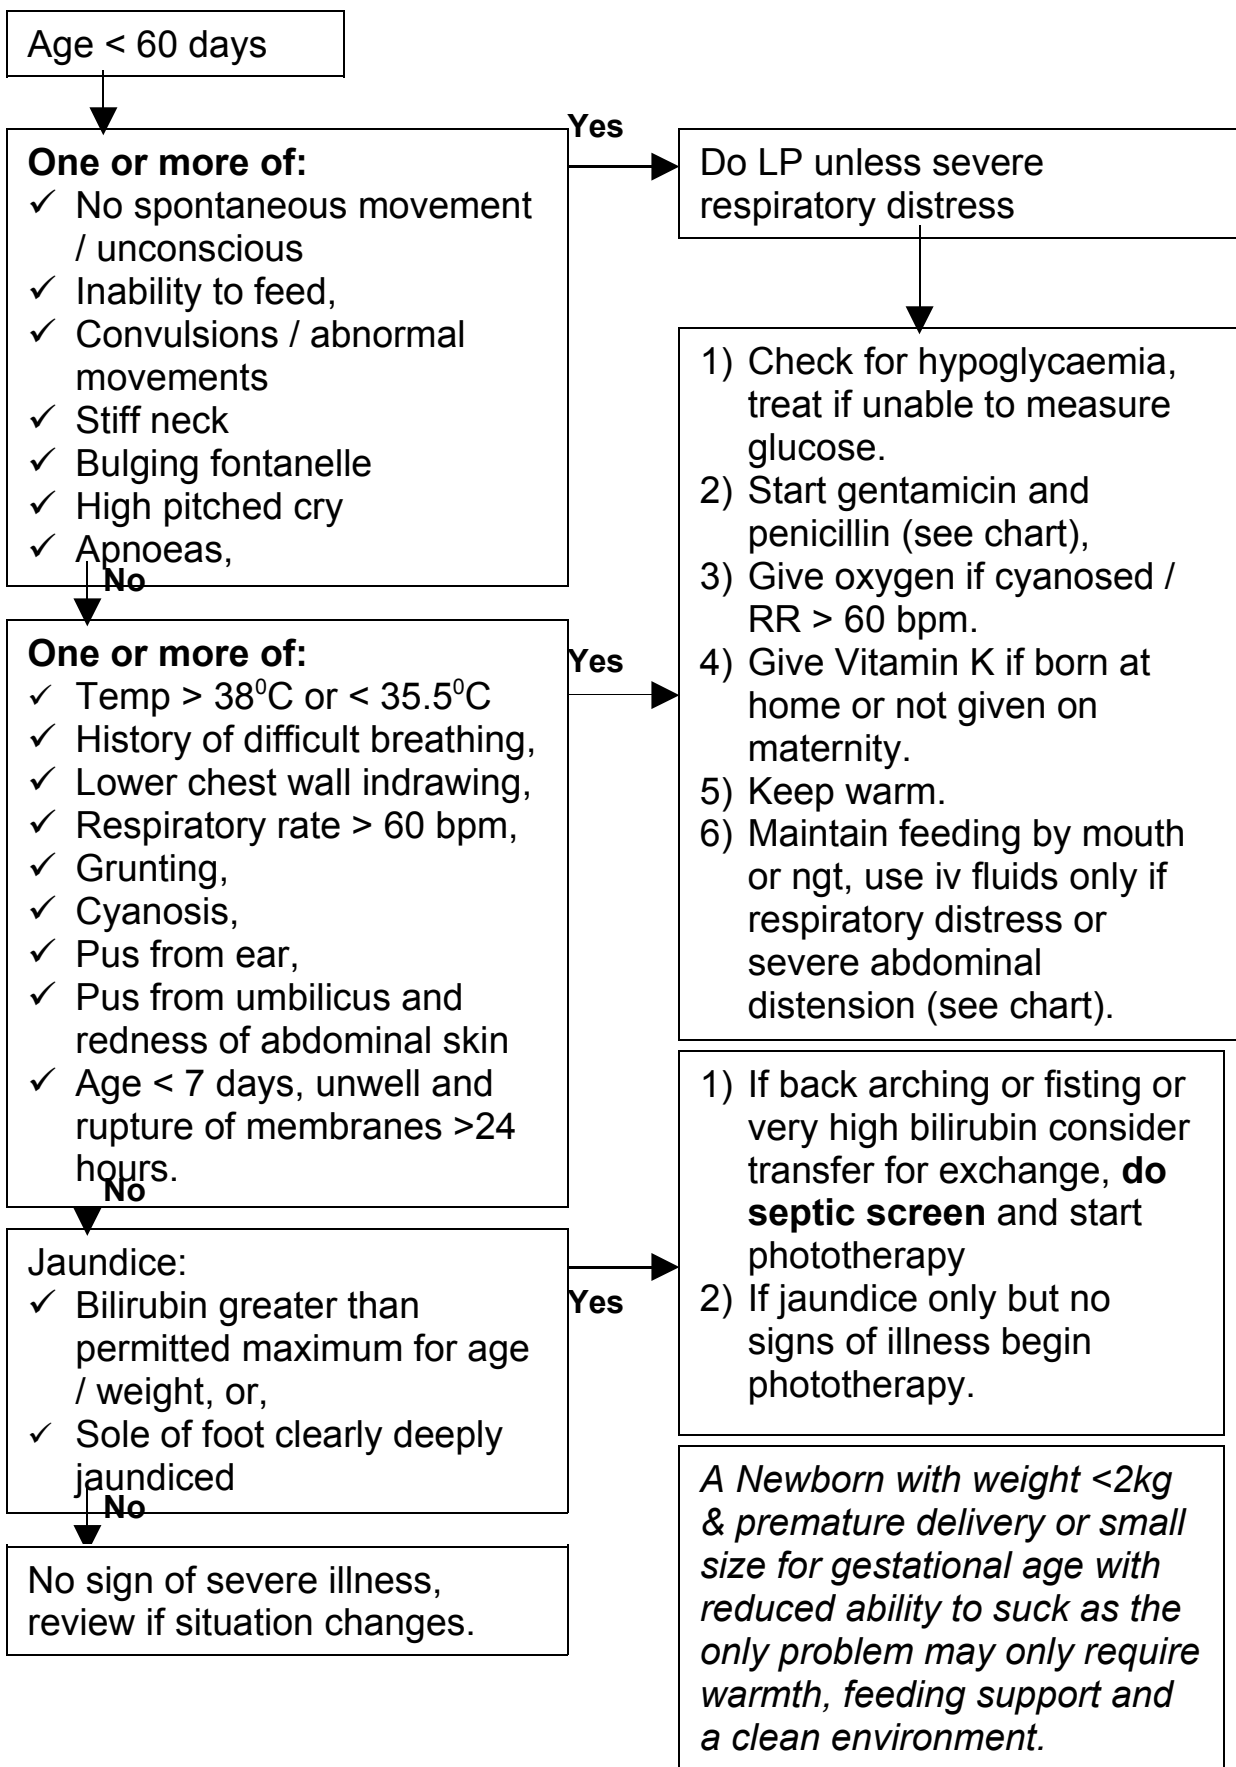 Age < 60 days
Yes
One or more of:
✓ No spontaneous movement
/ unconscious
✓ Inability to feed,
✓ Convulsions / abnormal
movements
✓ Stiff neck
✓ Bulging fontanelle
✓ High pitched cry
✓ Apnoeas,
No
Do LP unless severe
respiratory distress
1) Check for hypoglycaemia,
treat if unable to measure
glucose.
2) Start gentamicin and
penicillin (see chart),
3) Give oxygen if cyanosed /
RR > 60 bpm.
4) Give Vitamin K if born at
home or not given on
maternity.
5) Keep warm.
6) Maintain feeding by mouth
or ngt, use iv fluids only if
respiratory distress or
severe abdominal
distension (see chart).
One or more of:
Yes
✓ Temp > 38⁰C or < 35.5⁰C
✓ History of difficult breathing,
✓ Lower chest wall indrawing,
✓ Respiratory rate > 60 bpm,
✓ Grunting,
✓ Cyanosis,
✓ Pus from ear,
✓ Pus from umbilicus and
redness of abdominal skin
✓ Age < 7 days, unwell and
rupture of membranes >24
hours.
No
Jaundice:
✓ Bilirubin greater than
permitted maximum for age
/ weight, or,
✓ Sole of foot clearly deeply
jaundiced
Yes
No
1) If back arching or fisting or
very high bilirubin consider
transfer for exchange, do
septic screen and start
phototherapy
2) If jaundice only but no
signs of illness begin
phototherapy.
No sign of severe illness,
review if situation changes.
A Newborn with weight <2kg
& premature delivery or small
size for gestational age with
reduced ability to suck as the
only problem may only require
warmth, feeding support and
a clean environment.